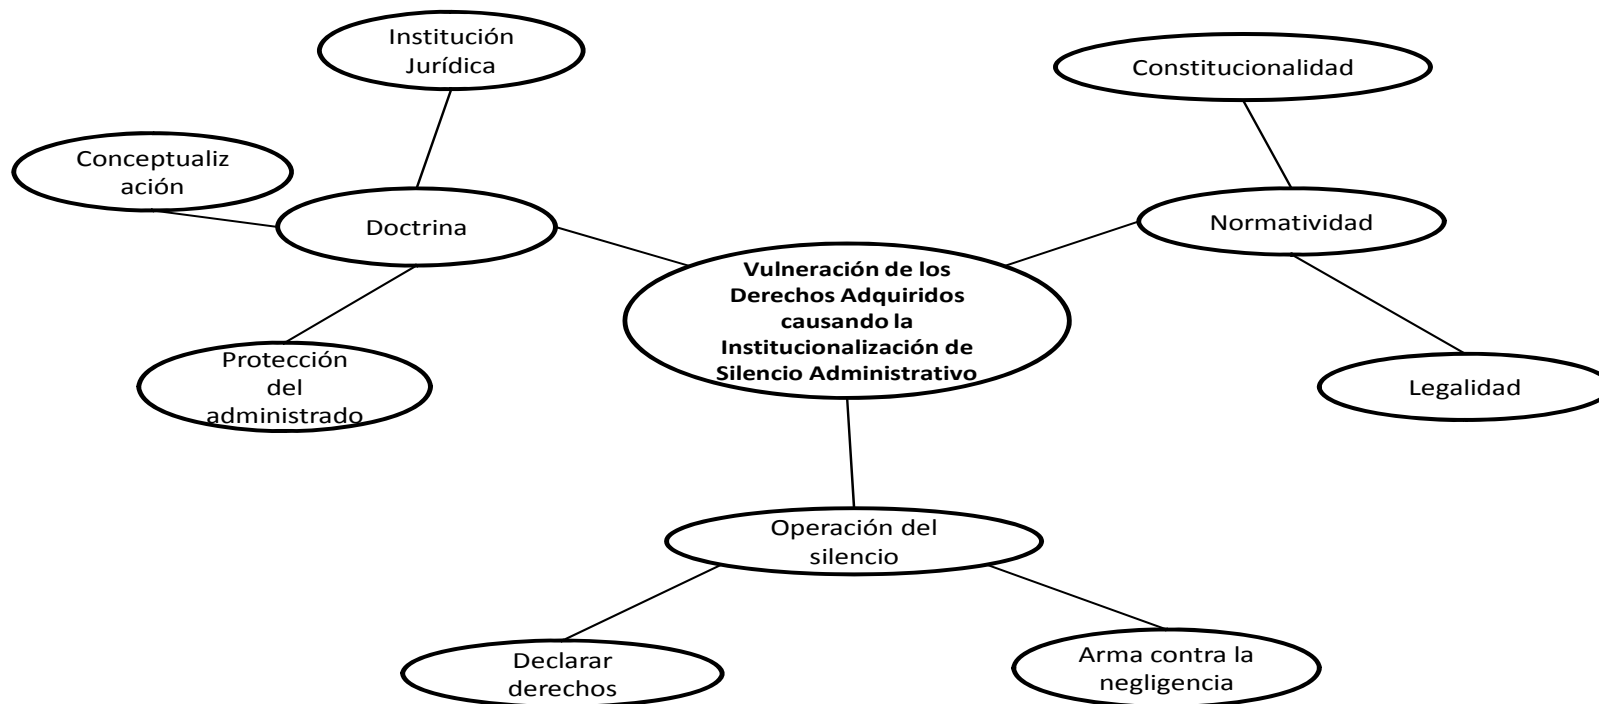 Institución
Jurídica
Constitucionalidad
Conceptualiz
ación
Doctrina
Normatividad
Vulneración de los
Derechos Adquiridos
causando la
Institucionalización de
Silencio Administrativo
Protección
del
administrado
Legalidad
Operación del
silencio
Declarar
derechos
Arma contra la
negligencia